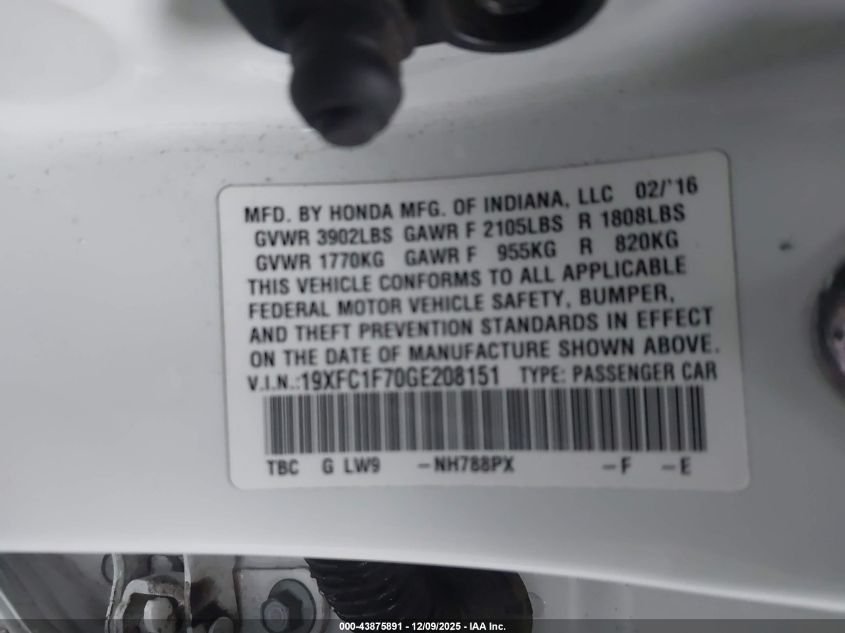 MFD. BY HONDA MFG. OF INDIANA, LLC 02/'16
GVWR 3902LBS GAWR F 2105LBS R 1808LBS
GVWR 1770KG GAWR F 955KG R 820KG
THIS VEHICLE CONFORMS TO ALL APPLICABLE
FEDERAL MOTOR VEHICLE SAFETY, BUMPER,
AND THEFT PREVENTION STANDARDS IN EFFECT
ON THE DATE OF MANUFACTURE SHOWN ABOVE.
V.I.N.:19XFC1F70GE208151 TYPE: PASSENGER CAR
TBC G LW9 -NH788PX -F -E
000-43875891 - 12/09/2025 - IAA Inc.